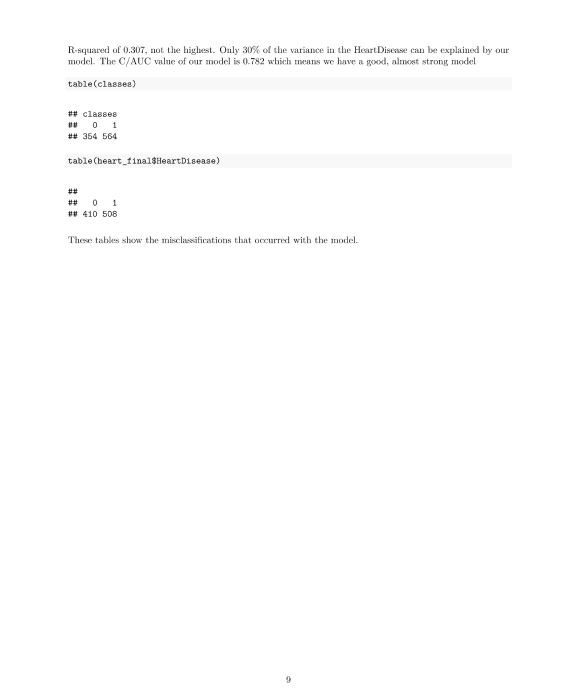 R-squared of 0.307, not the highest. Only 30% of the variance in the HeartDisease can be explained by our
model. The C/AUC value of our model is 0.782 which means we have a good, almost strong model
table(classes)
## classes
##   0   1
## 354 564
table(heart_final$HeartDisease)
##
##   0   1
## 410 508
These tables show the misclassifications that occurred with the model.
9